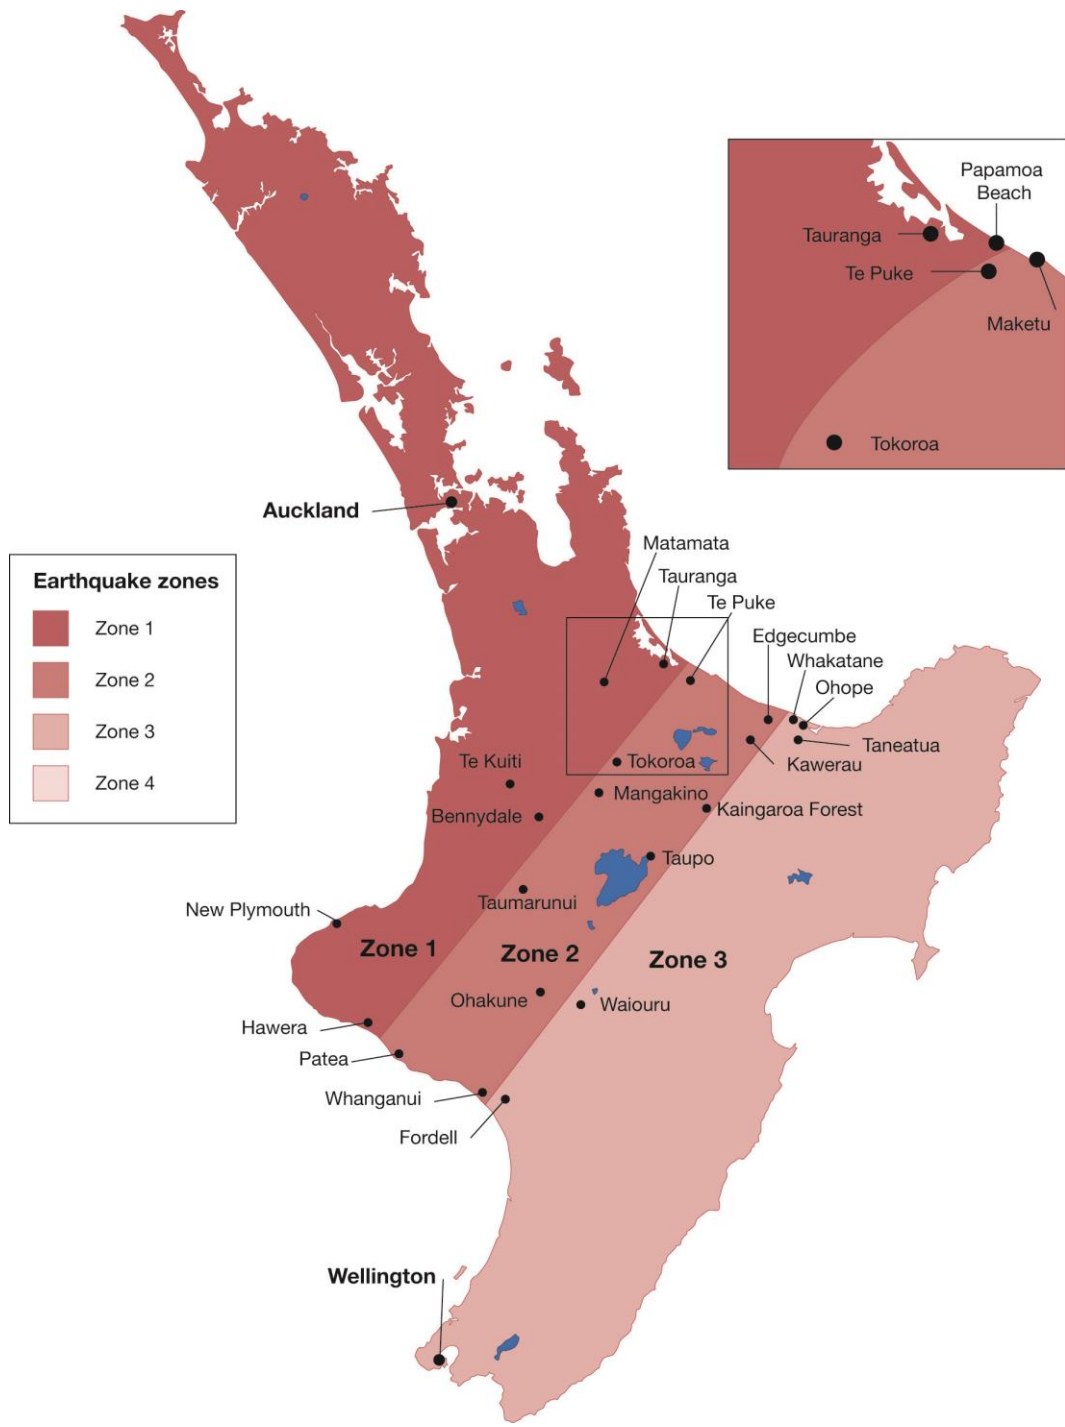 Papamoa
Beach
Tauranga
Te Puke
Maketu
Tokoroa
Auckland
Matamata
Tauranga
Te Puke
Edgecumbe
Whakatane
Ohope
Taneatua
Kawerau
Earthquake zones
Zone 1
Zone 2
Zone 3
Zone 4
Te Kuiti
Tokoroa
Mangakino
Bennydale
Kaingaroa Forest
Taupo
Taumarunui
New Plymouth
Zone 1
Zone 2
Zone 3
Ohakune
Waiouru
Hawera
Patea
Whanganui
Fordell
Wellington